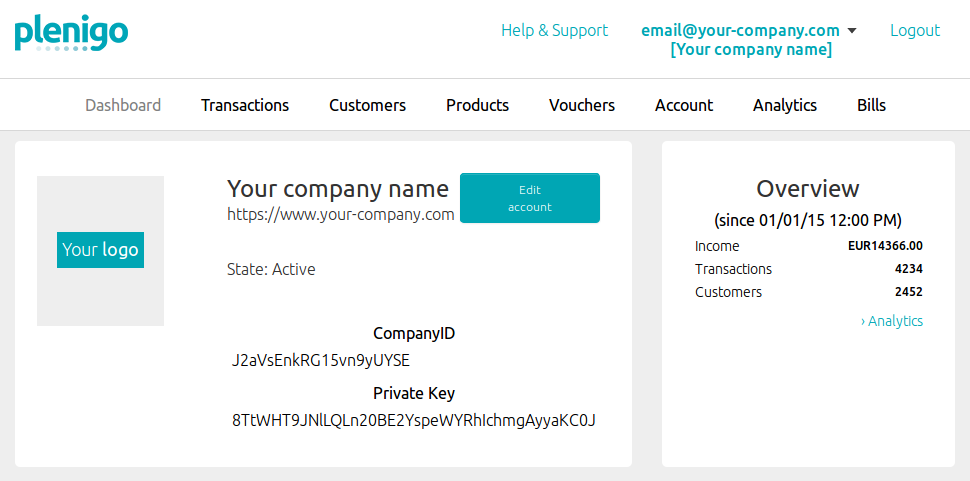 plenigo
Help & Support
email@your-company.com
[Your company name]
Logout
Dashboard Transactions Customers Products Vouchers Account Analytics Bills
Your logo
Your company name
https://www.your-company.com
Edit
account
State: Active
CompanyID
J2aVsEnkRG15vn9yUYSE
Private Key
8TtWHT9JNlLQLn20BE2YspeWYRhIchmgAyyaKC0J
Overview
(since 01/01/15 12:00 PM)
Income EUR14366.00
Transactions 4234
Customers 2452
› Analytics